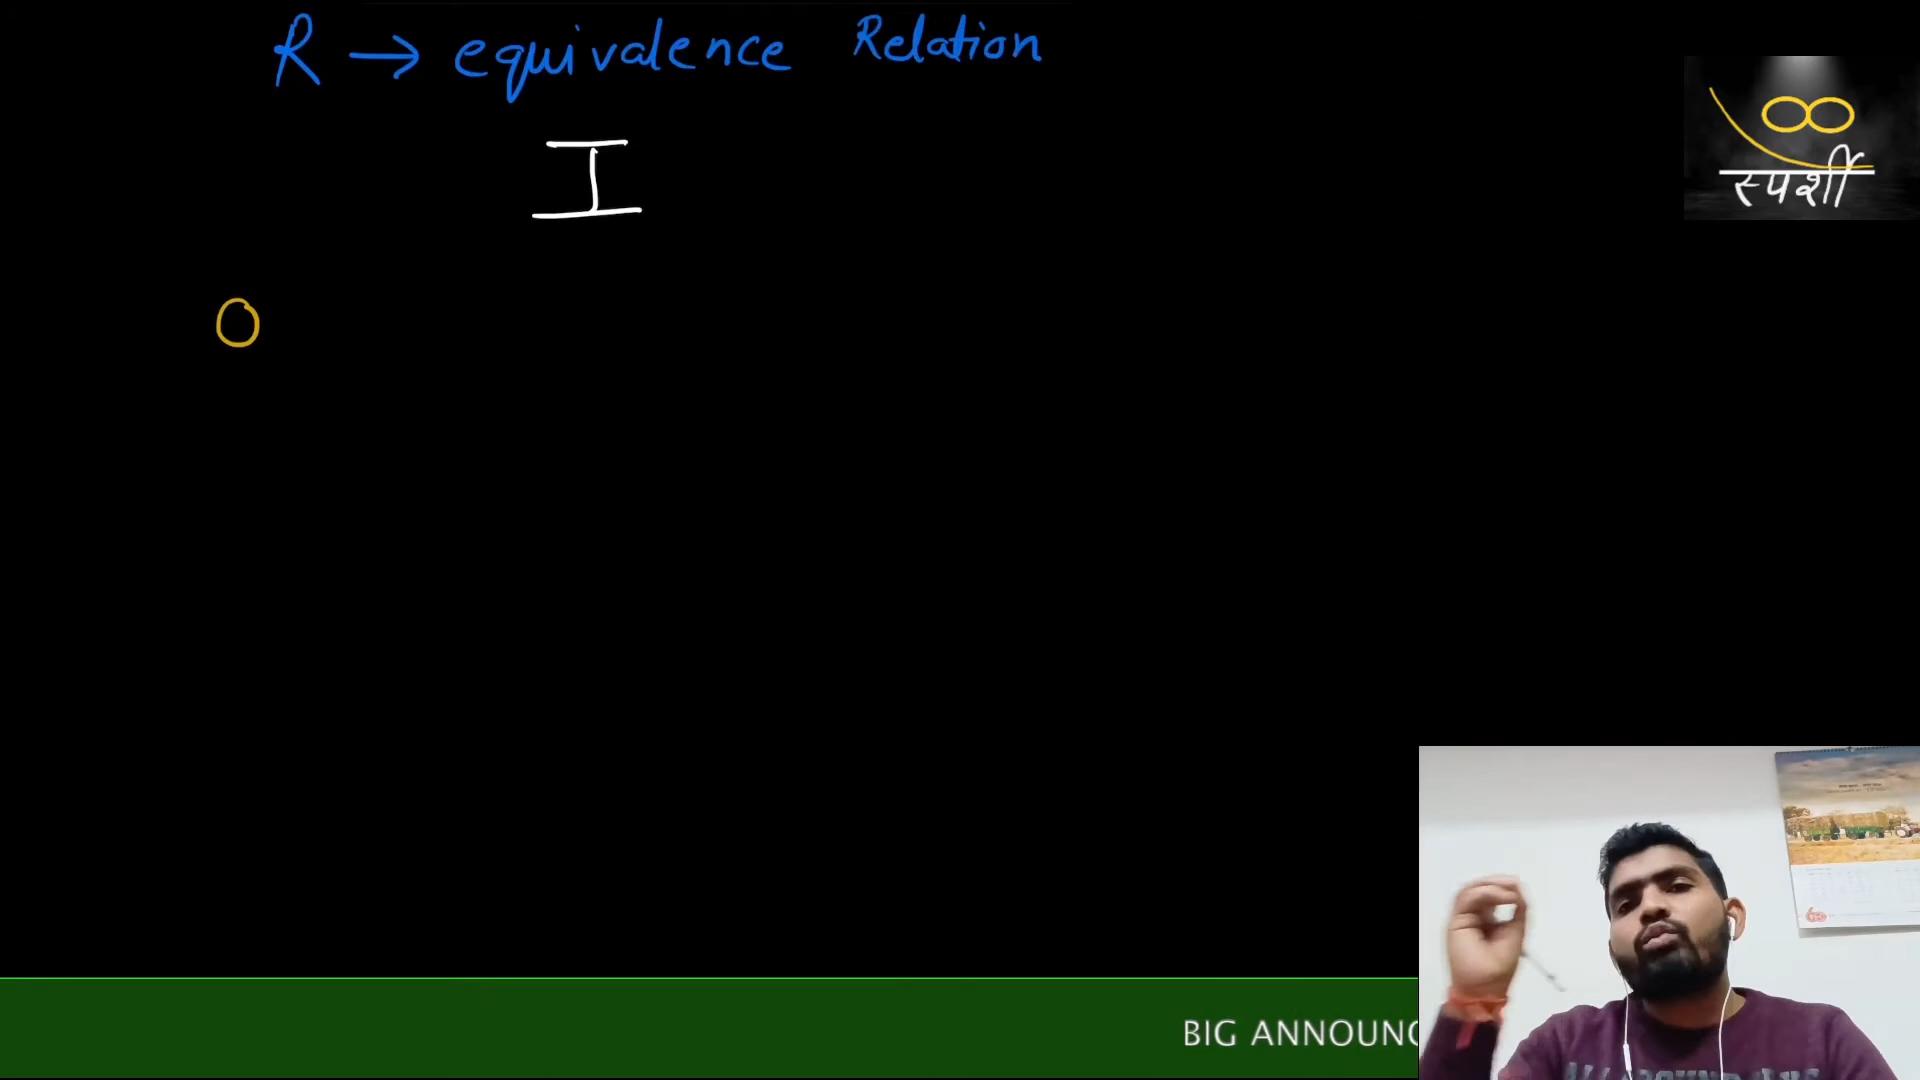 R → equivalence Relation
I
O
स्पर्शी
BIG ANNOUNC